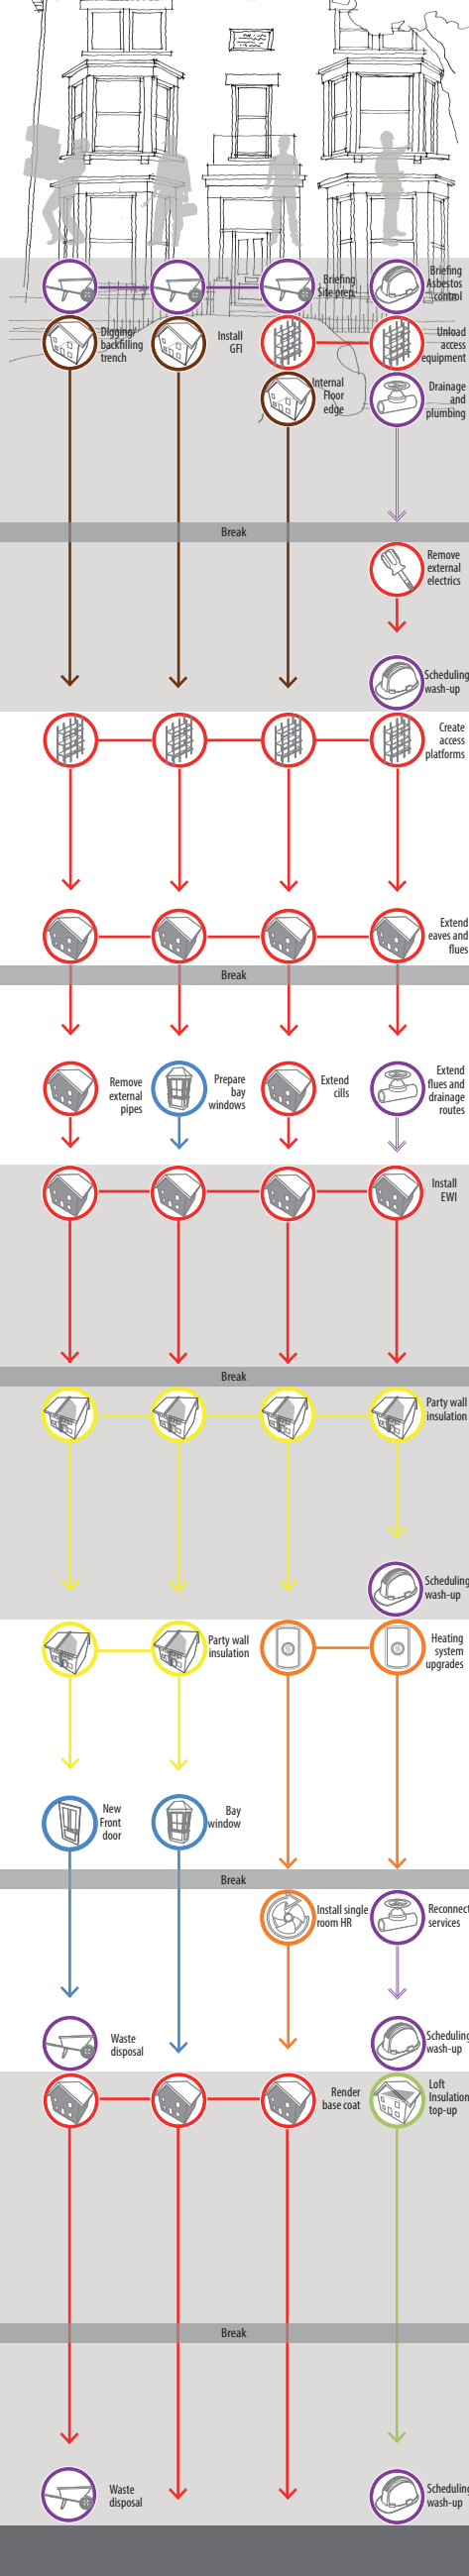 Briefing
Site prep.
Briefing
Asbestos
control
Digging/
backfilling
trench
Install
GFI
Unload
access
equipment
Internal
Floor
edge
Drainage
and
plumbing
Break
Remove
external
electrics
Scheduling
wash-up
Create
access
platforms
Extend
eaves and
flues
Break
Remove
external
pipes
Prepare
bay
windows
Extend
cills
Extend
flues and
drainage
routes
Install
EWI
Break
Party wall
insulation
Scheduling
wash-up
Party wall
insulation
Heating
system
upgrades
New
Front
door
Bay
window
Break
Install single
room HR
Reconnect
services
Waste
disposal
Scheduling
wash-up
Render
base coat
Loft
Insulation
top-up
Break
Waste
disposal
Scheduling
wash-up